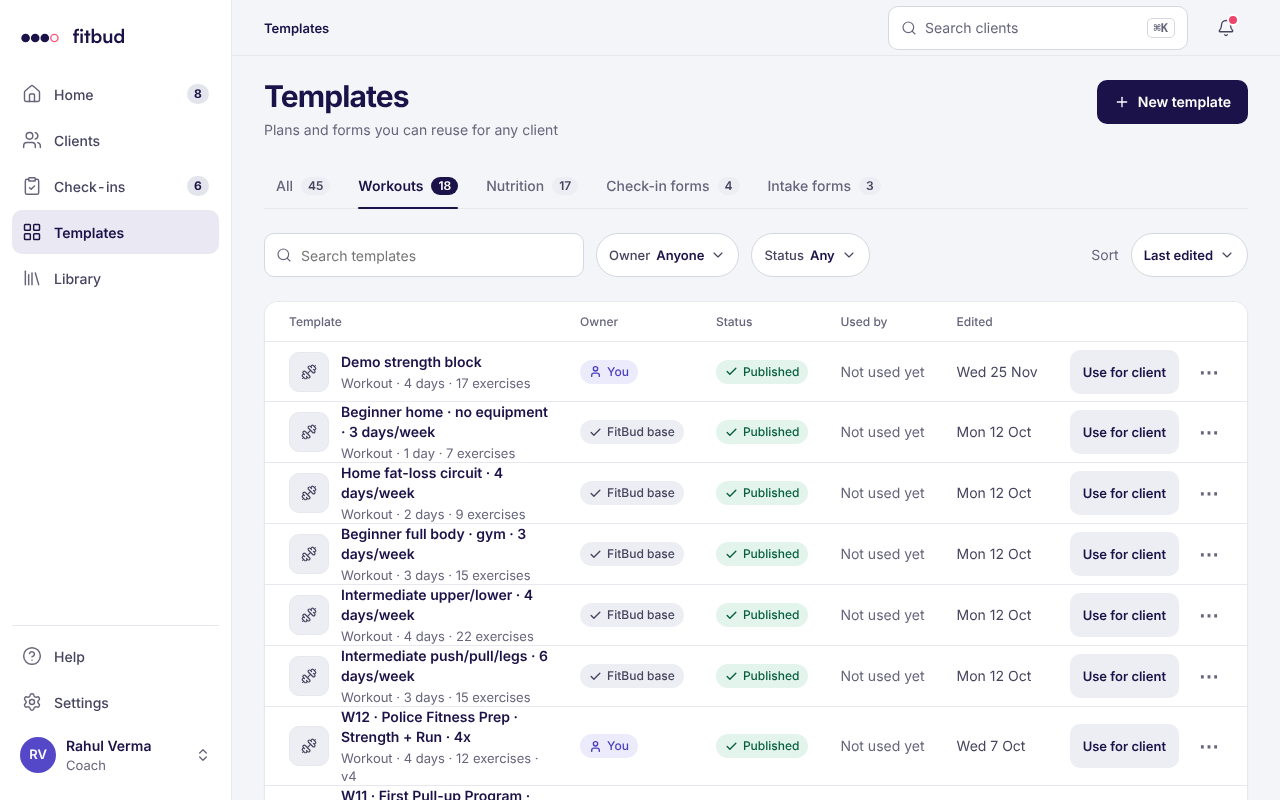 fitbud
Templates
Search clients
⌘K
Home
8
Clients
Check-ins
6
Templates
Library
Help
Settings
RV
Rahul Verma
Coach
Templates
Plans and forms you can reuse for any client
+ New template
All 45
Workouts 18
Nutrition 17
Check-in forms 4
Intake forms 3
Search templates
Owner Anyone
Status Any
Sort
Last edited
Template Owner Status Used by Edited
Demo strength block
Workout · 4 days · 17 exercises
You
Published
Not used yet
Wed 25 Nov
Use for client
···
Beginner home · no equipment
· 3 days/week
Workout · 1 day · 7 exercises
FitBud base
Published
Not used yet
Mon 12 Oct
Use for client
···
Home fat-loss circuit · 4
days/week
Workout · 2 days · 9 exercises
FitBud base
Published
Not used yet
Mon 12 Oct
Use for client
···
Beginner full body · gym · 3
days/week
Workout · 3 days · 15 exercises
FitBud base
Published
Not used yet
Mon 12 Oct
Use for client
···
Intermediate upper/lower · 4
days/week
Workout · 4 days · 22 exercises
FitBud base
Published
Not used yet
Mon 12 Oct
Use for client
···
Intermediate push/pull/legs · 6
days/week
Workout · 3 days · 15 exercises
FitBud base
Published
Not used yet
Mon 12 Oct
Use for client
···
W12 · Police Fitness Prep ·
Strength + Run · 4x
Workout · 4 days · 12 exercises ·
v4
You
Published
Not used yet
Wed 7 Oct
Use for client
···
W11 · First Pull-up Program ·